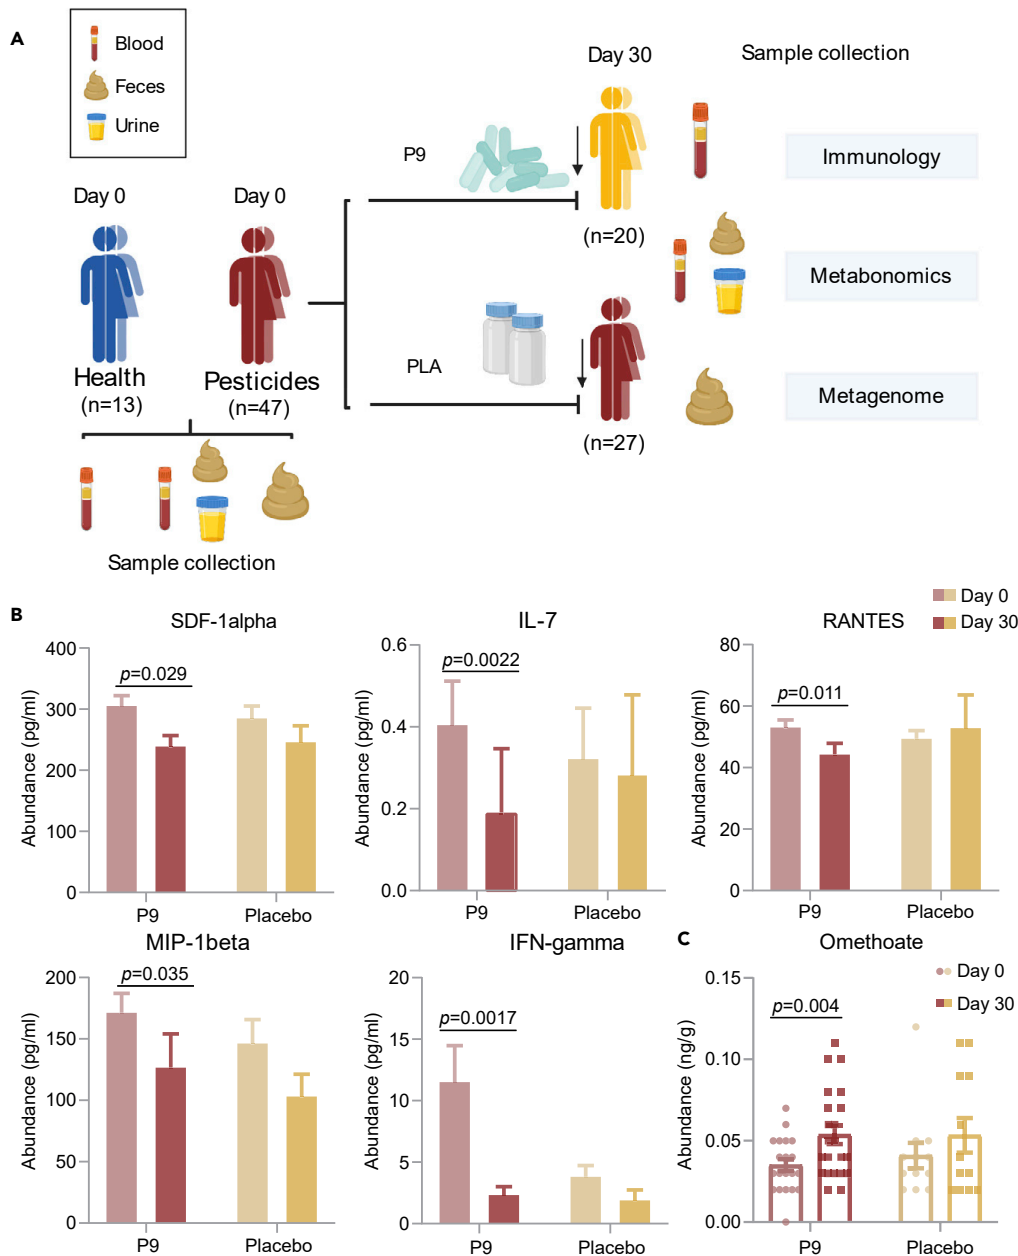 A
Blood
Feces
Urine
Day 0
Day 0
Health
(n=13)
Pesticides
(n=47)
Sample collection
P9
PLA
Day 30
(n=20)
(n=27)
Sample collection
Immunology
Metabonomics
Metagenome
B
Day 0
Day 30
SDF-1alpha
Abundance (pg/ml)
400
300
200
100
0
p=0.029
P9
Placebo
IL-7
Abundance (pg/ml)
0.6
0.4
0.2
0.0
p=0.0022
P9
Placebo
RANTES
Abundance (pg/ml)
80
60
40
20
0
p=0.011
P9
Placebo
MIP-1beta
Abundance (pg/ml)
200
150
100
50
0
p=0.035
P9
Placebo
IFN-gamma
Abundance (pg/ml)
20
15
10
5
0
p=0.0017
P9
Placebo
C
Omethoate
Day 0
Day 30
Abundance (ng/g)
0.15
0.10
0.05
0.00
p=0.004
P9
Placebo